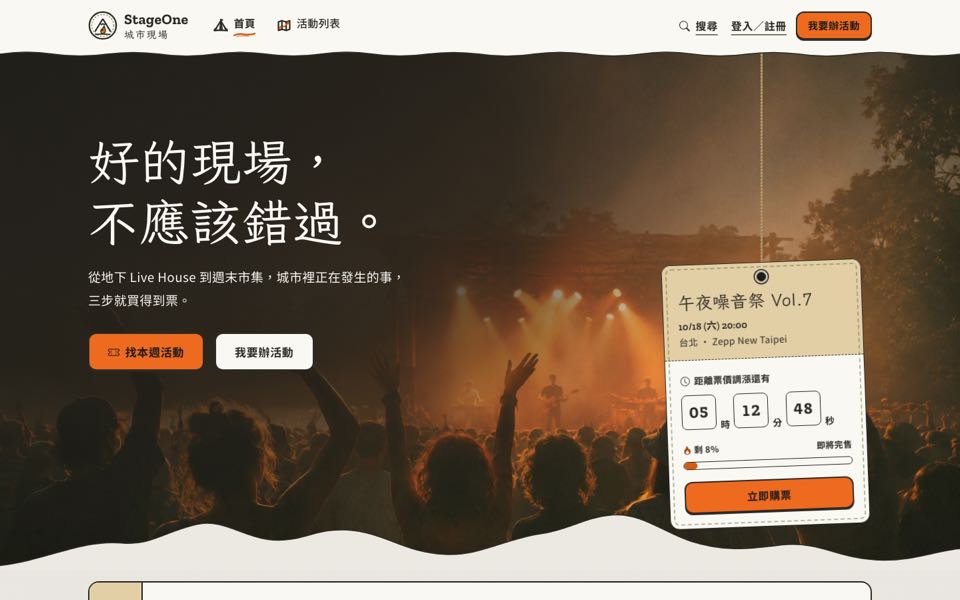 StageOne
城市現場
首頁
活動列表
搜尋
登入／註冊
我要辦活動
好的現場，
不應該錯過。
從地下 Live House 到週末市集，城市裡正在發生的事，
三步就買得到票。
找本週活動
我要辦活動
午夜噪音祭 Vol.7
10/18 (六) 20:00
台北 · Zepp New Taipei
距離票價調漲還有
05 時 12 分 48 秒
剩 8%
即將完售
立即購票